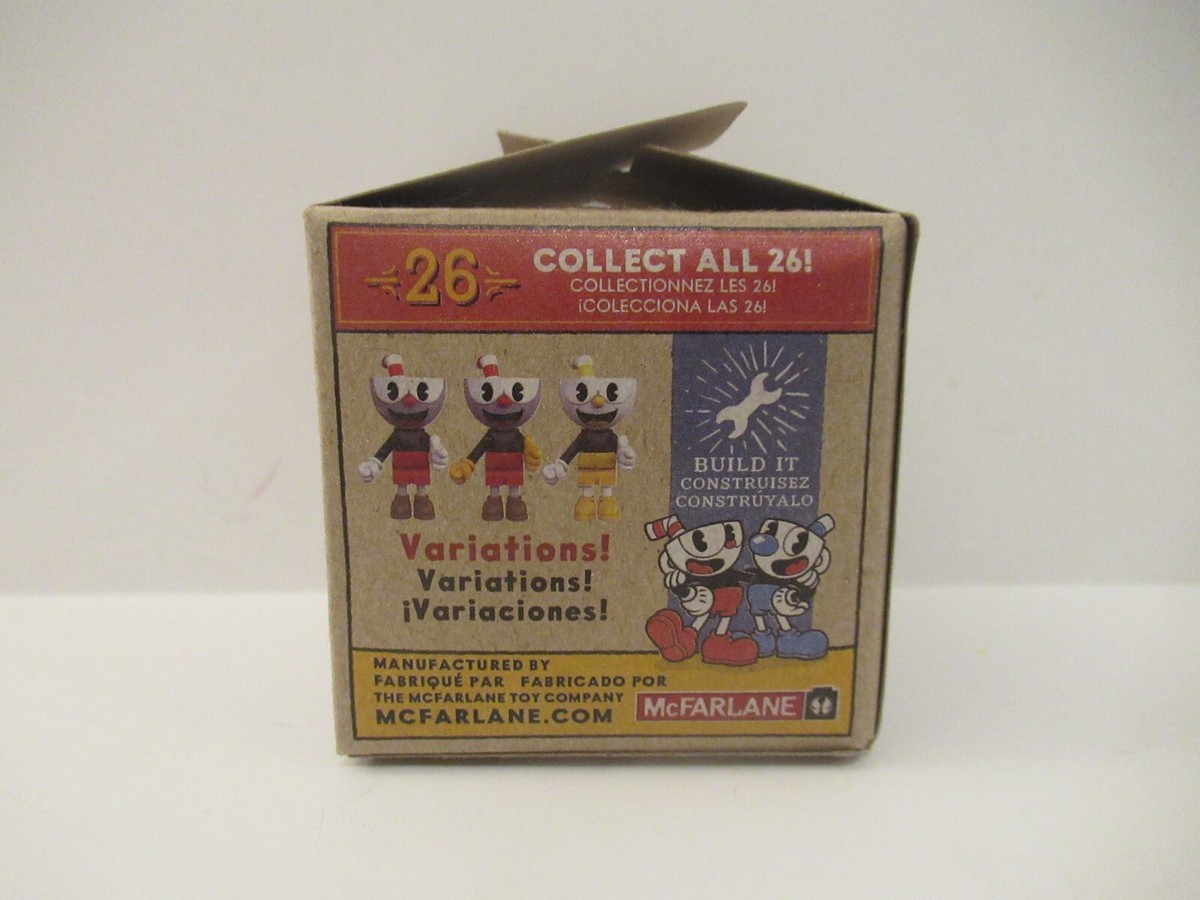 26
COLLECT ALL 26!
COLLECTIONNEZ LES 26!
¡COLECCIONA LAS 26!
BUILD IT
CONSTRUISEZ
CONSTRÚYALO
Variations!
Variations!
¡Variaciones!
MANUFACTURED BY
FABRIQUÉ PAR FABRICADO POR
THE MCFARLANE TOY COMPANY
MCFARLANE.COM
McFARLANE